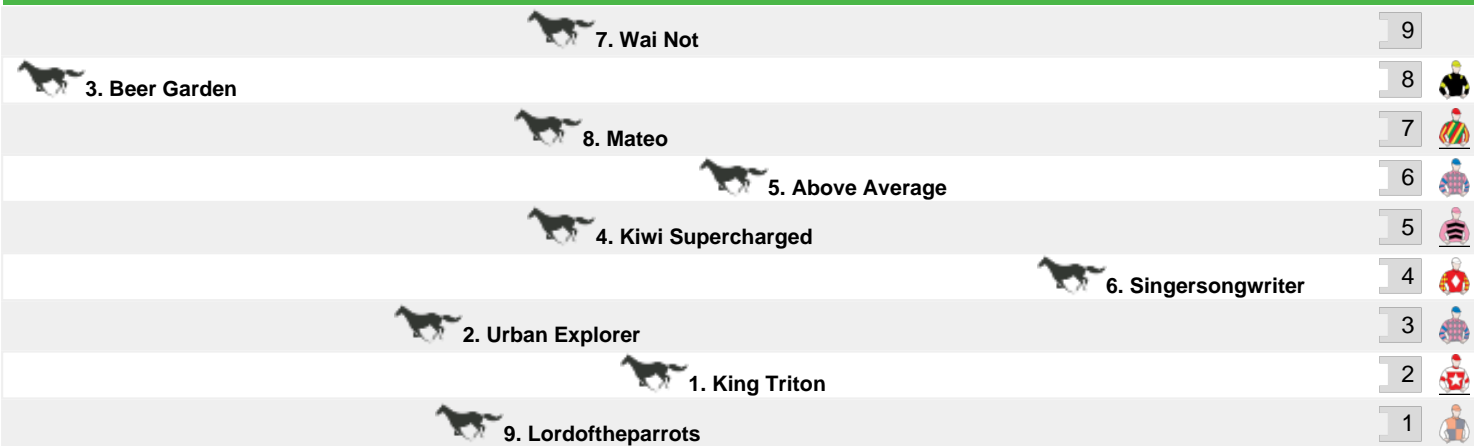 7. Wai Not 9
3. Beer Garden 8
8. Mateo 7
5. Above Average 6
4. Kiwi Supercharged 5
6. Singersongwriter 4
2. Urban Explorer 3
1. King Triton 2
9. Lordoftheparrots 1